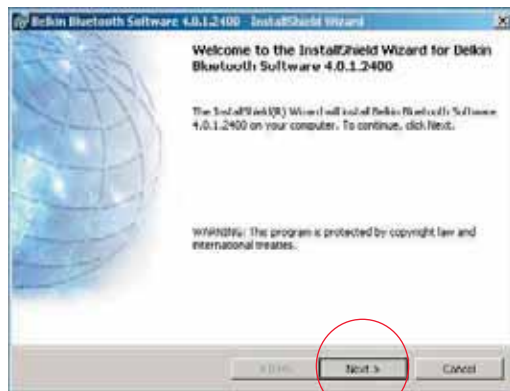 Belkin Bluetooth Software 4.0.1.2400 - InstallShield Wizard
Welcome to the InstallShield Wizard for Belkin
Bluetooth Software 4.0.1.2400
The InstallShield(R) Wizard will install Belkin Bluetooth Software
4.0.1.2400 on your computer. To continue, click Next.
WARNING: This program is protected by copyright law and
international treaties.
< Back
Next >
Cancel